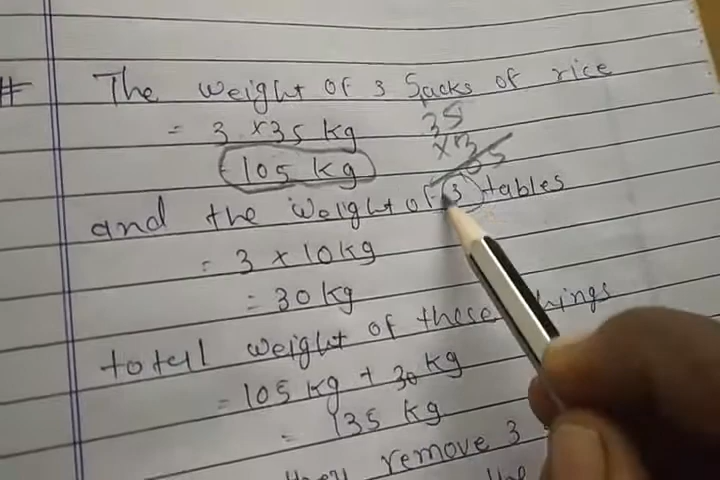 # The weight of 3 Sacks of rice
= 3 × 35 kg
35
× 3
105 kg
and the weight of 3 tables
= 3 × 10 kg
= 30 kg
total weight of these things
= 105 kg + 30 kg
= 135 kg
they remove 3
the